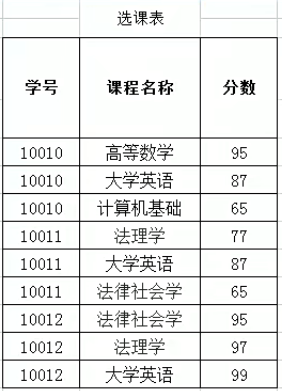 选课表
学号 课程名称 分数
10010 高等数学 95
10010 大学英语 87
10010 计算机基础 65
10011 法理学 77
10011 大学英语 87
10011 法律社会学 65
10012 法律社会学 95
10012 法理学 97
10012 大学英语 99